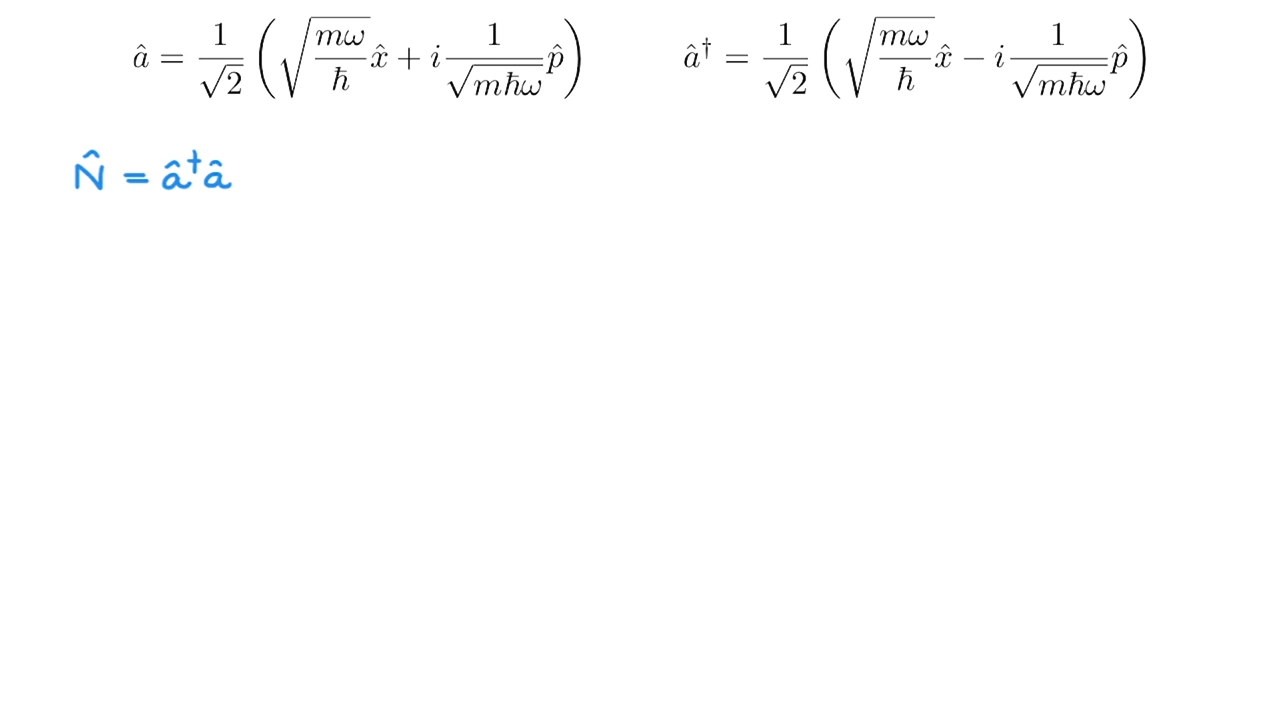 â = 1/√2 (√(mω/ħ) x̂ + i 1/√(mħω) p̂)    â† = 1/√2 (√(mω/ħ) x̂ − i 1/√(mħω) p̂)
N̂ = â†â